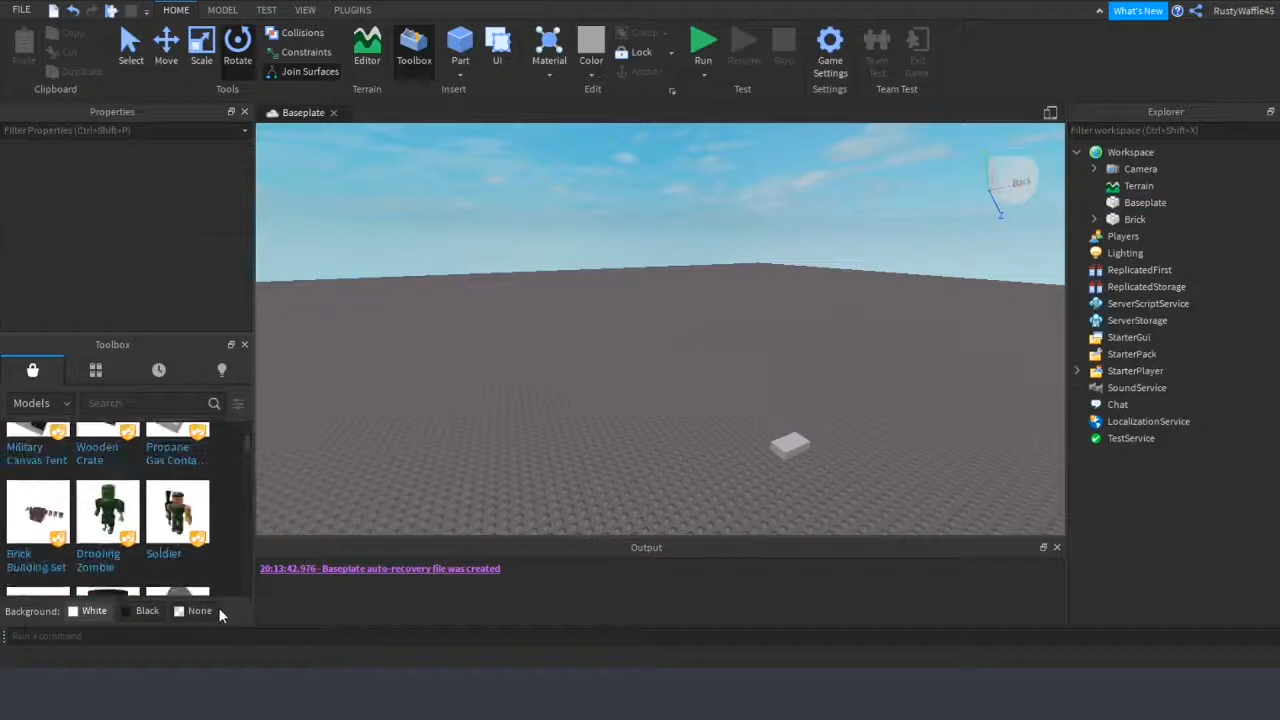 FILE HOME MODEL TEST VIEW PLUGINS What's New RustyWaffle45
Paste Copy Cut Duplicate Select Move Scale Rotate Collisions Constraints Join Surfaces Editor Toolbox Part UI Material Color Group Lock Anchor Run Resume Stop Game Settings Team Test Exit Game
Clipboard Tools Terrain Insert Edit Test Settings Team Test
Properties
Filter Properties (Ctrl+Shift+P)
Baseplate
Back
Z
Explorer
Filter workspace (Ctrl+Shift+X)
Workspace
Camera
Terrain
Baseplate
Brick
Players
Lighting
ReplicatedFirst
ReplicatedStorage
ServerScriptService
ServerStorage
StarterGui
StarterPack
StarterPlayer
SoundService
Chat
LocalizationService
TestService
Toolbox
Models Search
Military Wooden Propane
Canvas Tent Crate Gas Conta...
Brick Drooling Soldier
Building Set Zombie
Background: White Black None
Output
20:13:42.976 - Baseplate auto-recovery file was created
Run a command